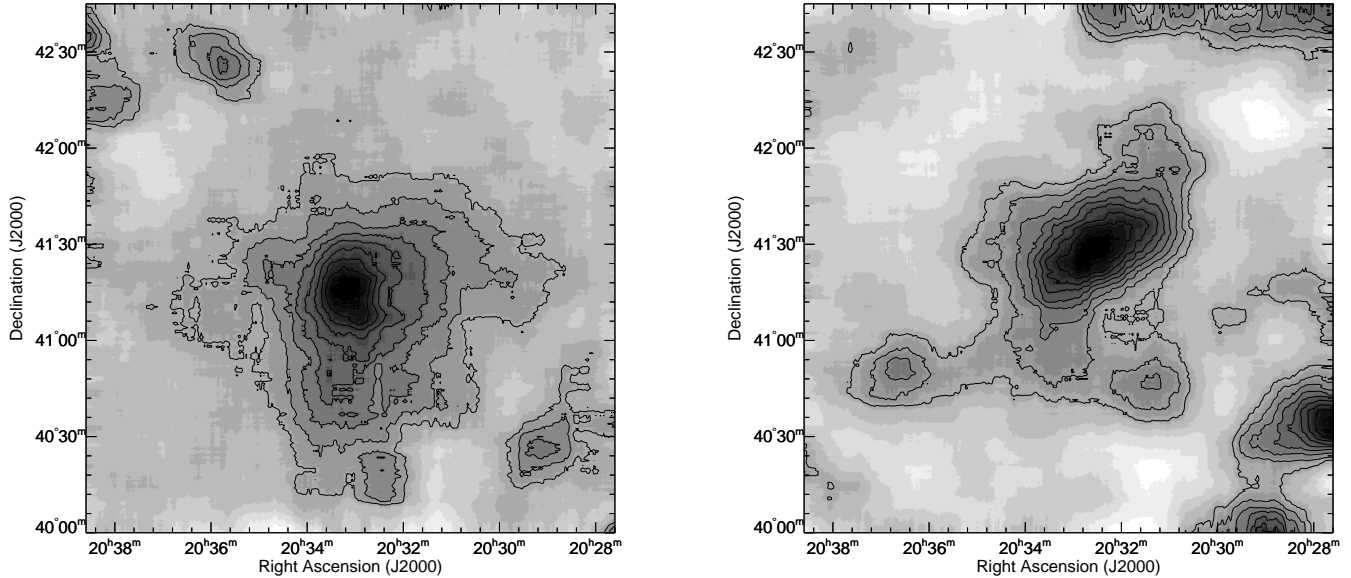 42°30m
42°00m
41°30m
41°00m
40°30m
40°00m
Declination (J2000)
20ʰ38ᵐ 20ʰ36ᵐ 20ʰ34ᵐ 20ʰ32ᵐ 20ʰ30ᵐ 20ʰ28ᵐ
Right Ascension (J2000)
42°30m
42°00m
41°30m
41°00m
40°30m
40°00m
Declination (J2000)
20ʰ38ᵐ 20ʰ36ᵐ 20ʰ34ᵐ 20ʰ32ᵐ 20ʰ30ᵐ 20ʰ28ᵐ
Right Ascension (J2000)